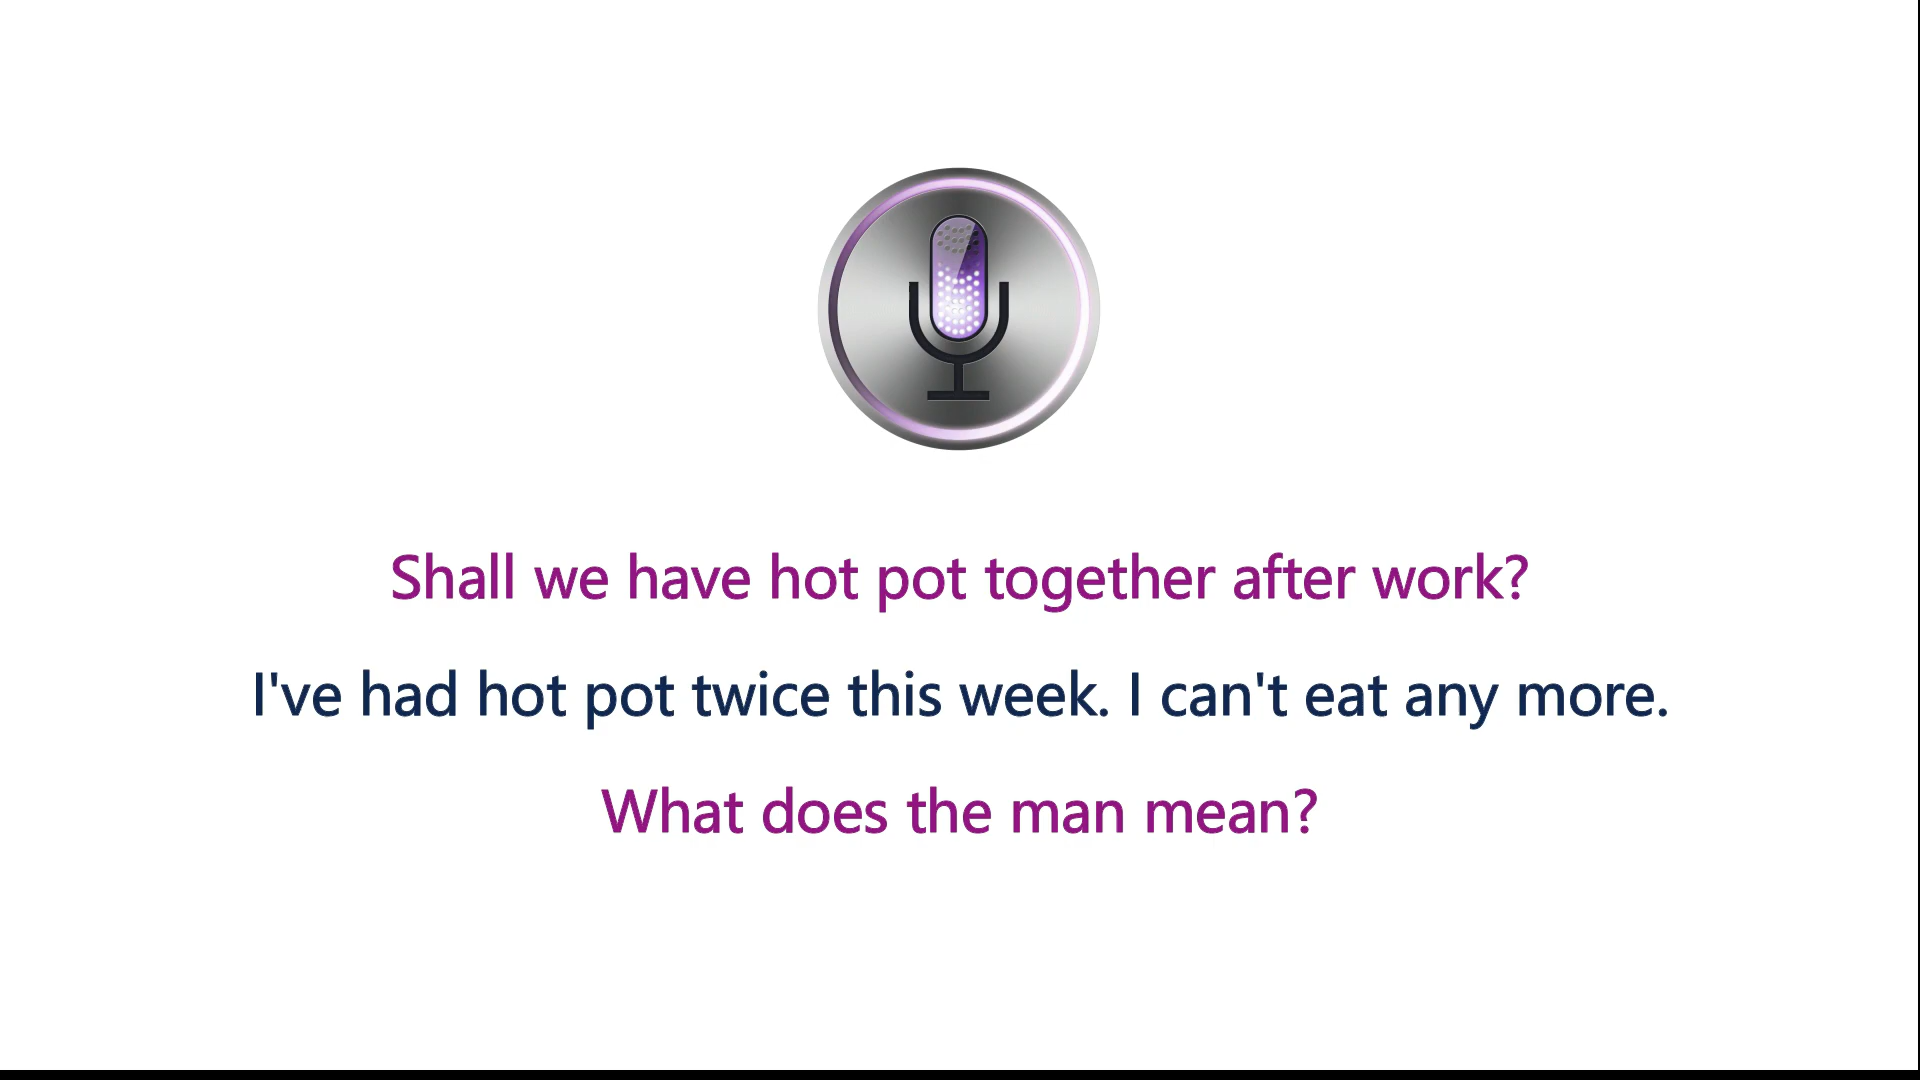 Shall we have hot pot together after work?
I've had hot pot twice this week. I can't eat any more.
What does the man mean?